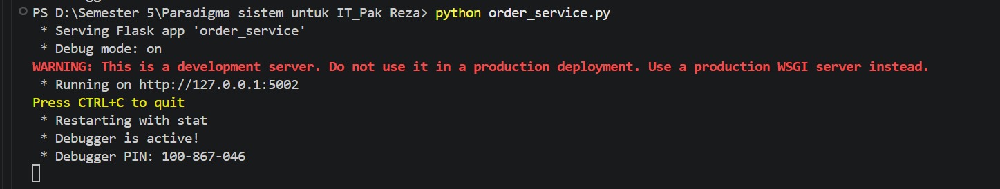 PS D:\Semester 5\Paradigma sistem untuk IT_Pak Reza> python order_service.py
 * Serving Flask app 'order_service'
 * Debug mode: on
WARNING: This is a development server. Do not use it in a production deployment. Use a production WSGI server instead.
 * Running on http://127.0.0.1:5002
Press CTRL+C to quit
 * Restarting with stat
 * Debugger is active!
 * Debugger PIN: 100-867-046